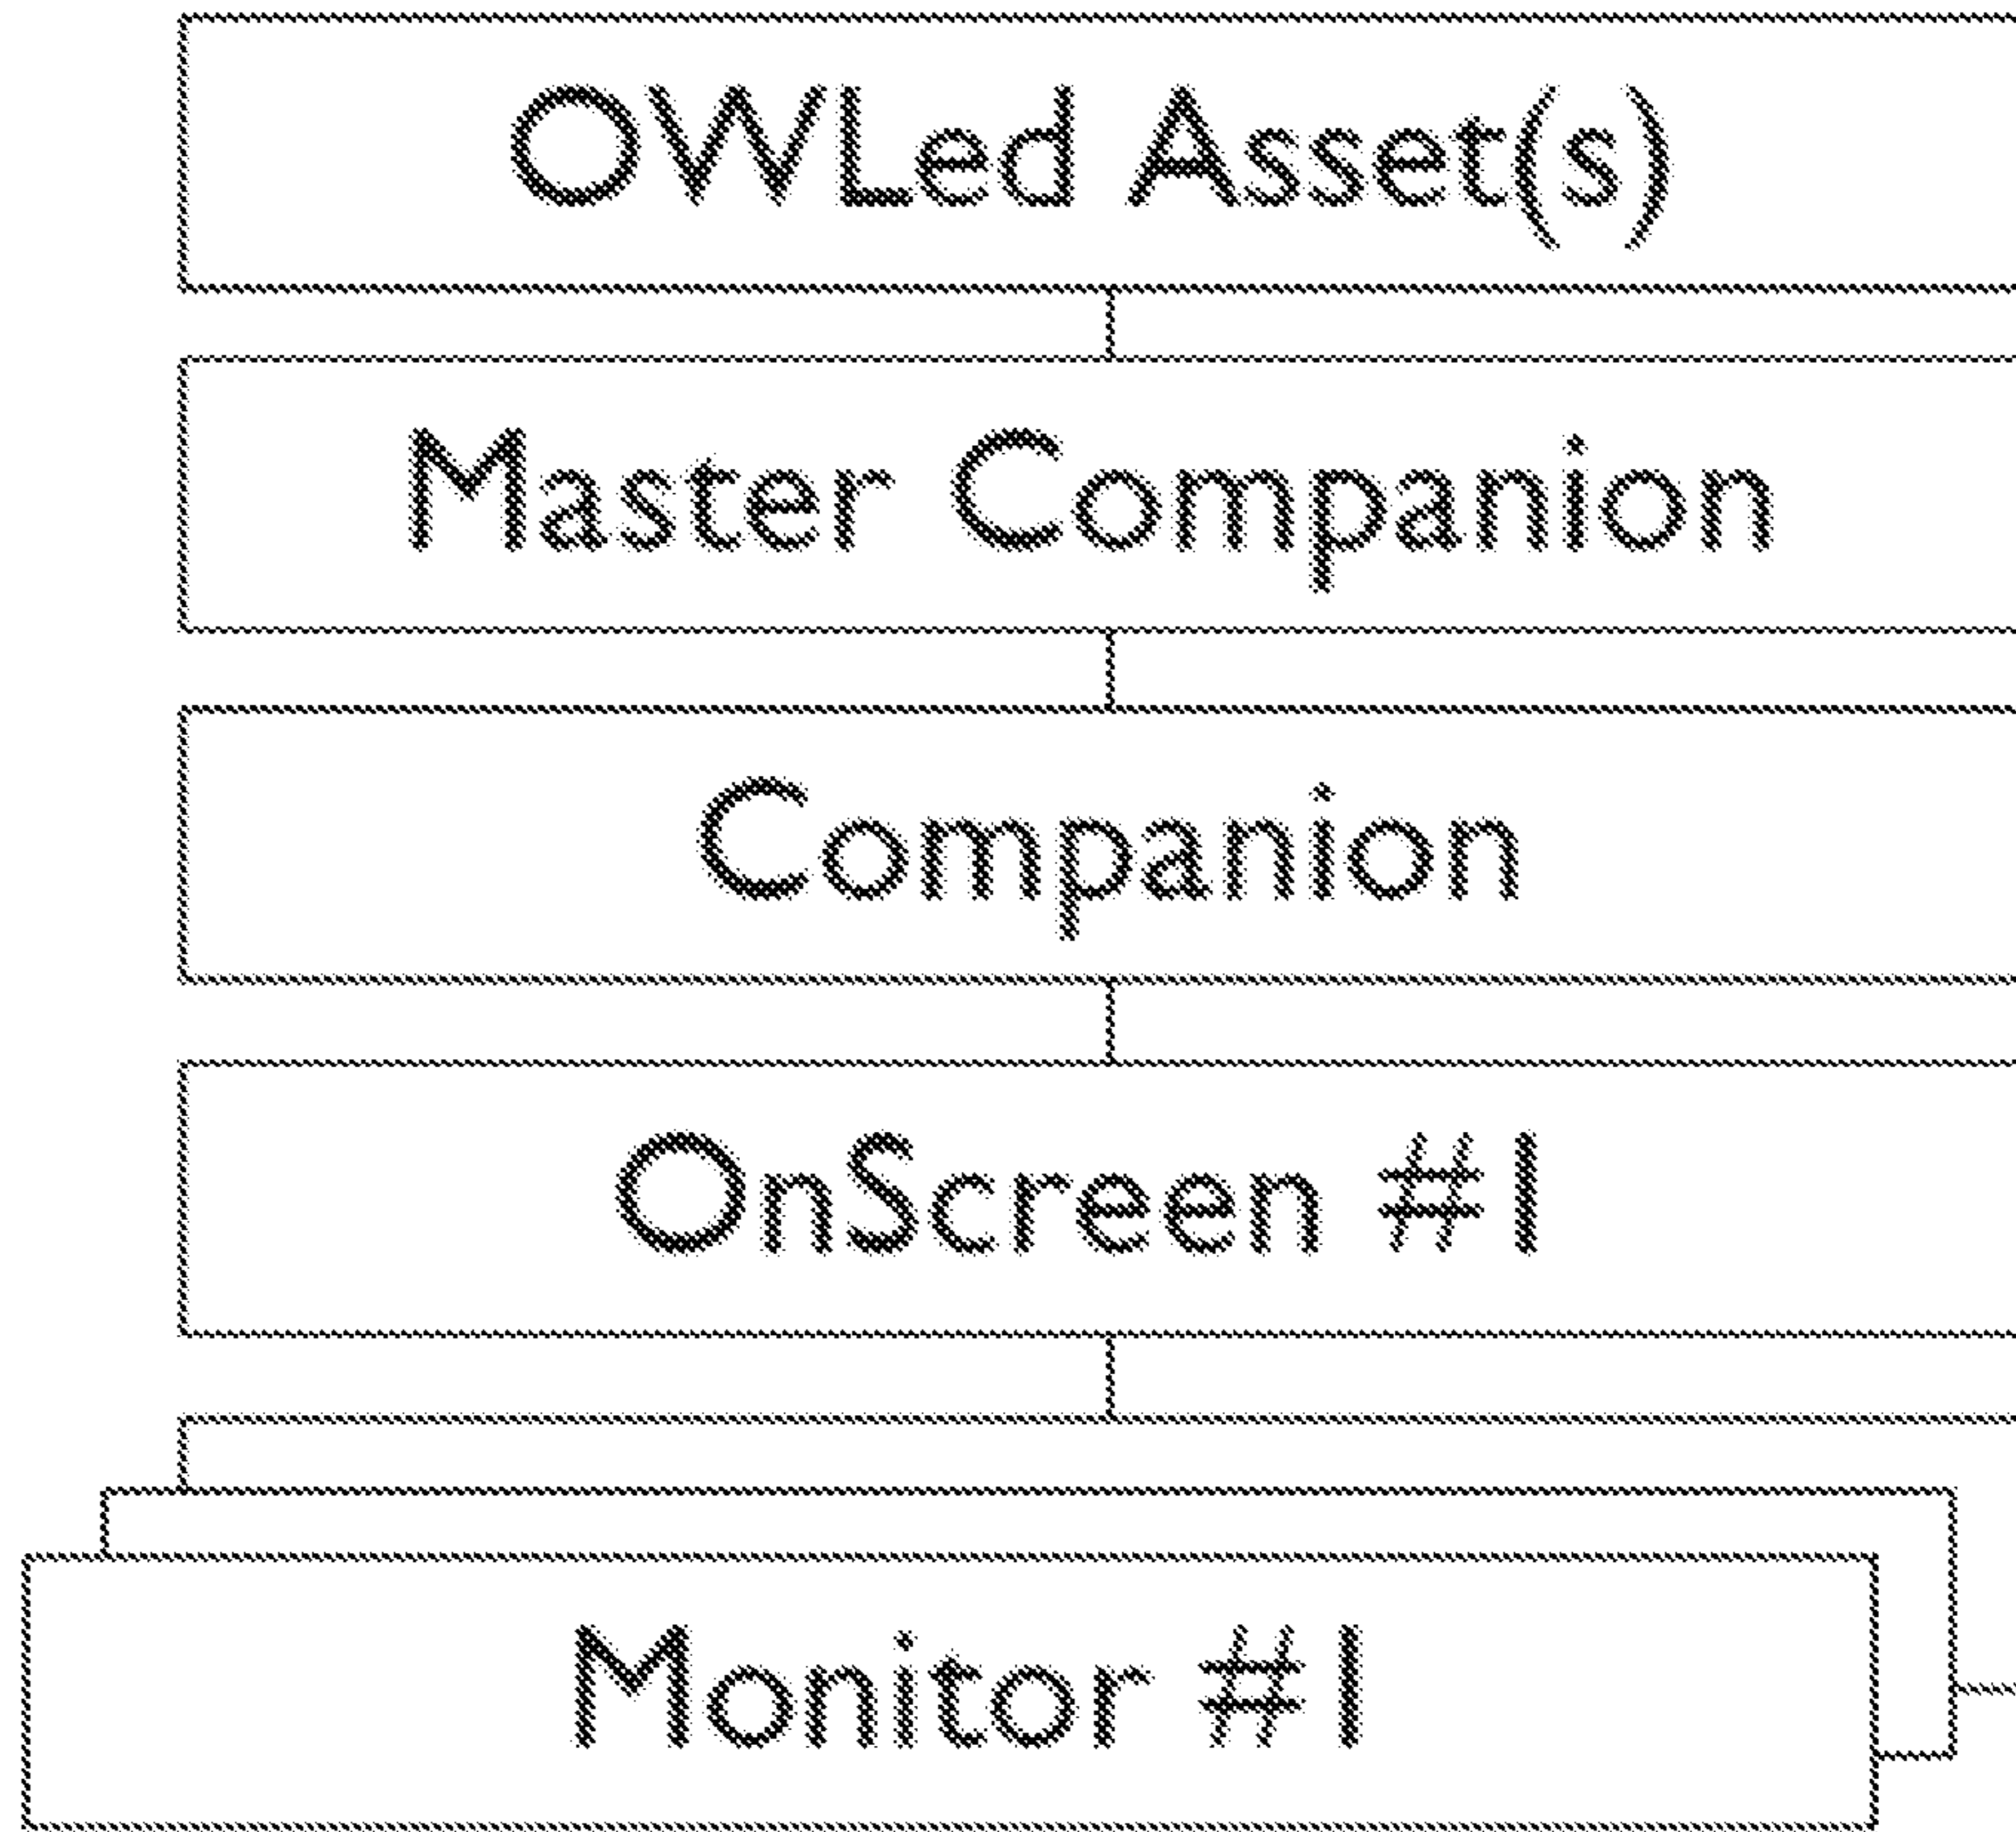 OWLed Asset(s)
Master Companion
Companion
OnScreen #1
Monitor #1